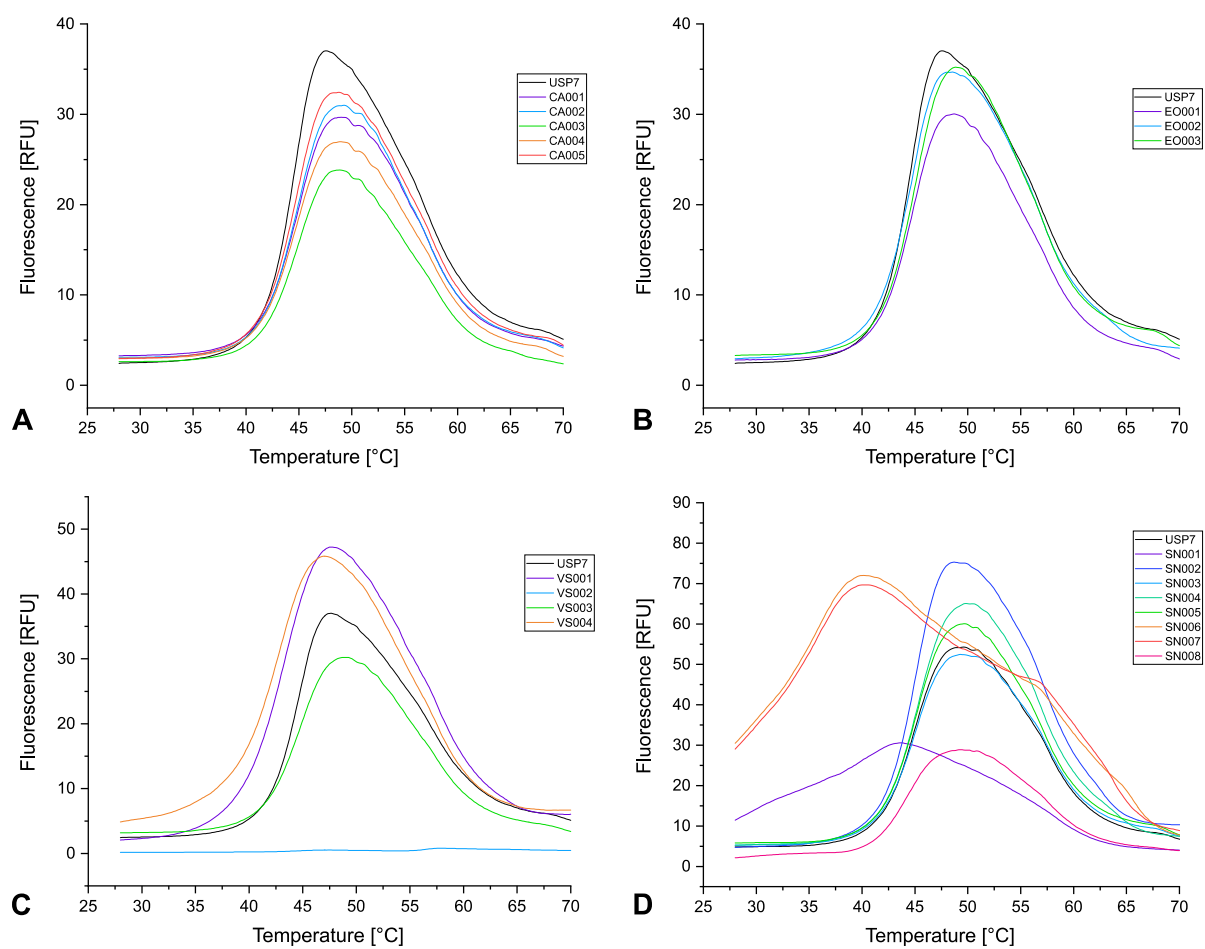 40
30
20
10
0
Fluorescence [RFU]
USP7
CA001
CA002
CA003
CA004
CA005
25 30 35 40 45 50 55 60 65 70
Temperature [°C]
A
40
30
20
10
0
Fluorescence [RFU]
USP7
EO001
EO002
EO003
25 30 35 40 45 50 55 60 65 70
Temperature [°C]
B
50
40
30
20
10
0
Fluorescence [RFU]
USP7
VS001
VS002
VS003
VS004
25 30 35 40 45 50 55 60 65 70
Temperature [°C]
C
90
80
70
60
50
40
30
20
10
0
Fluorescence [RFU]
USP7
SN001
SN002
SN003
SN004
SN005
SN006
SN007
SN008
25 30 35 40 45 50 55 60 65 70
Temperature [°C]
D